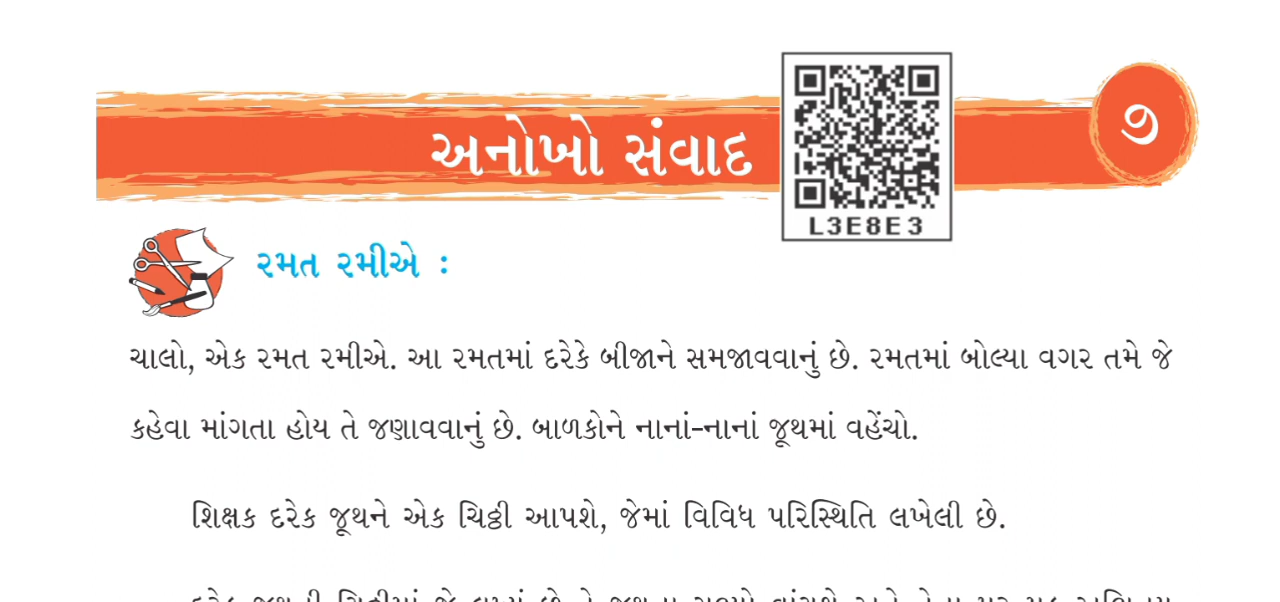 અનોખો સંવાદ
૭
L3E8E3
રમત રમીએ :
ચાલો, એક રમત રમીએ. આ રમતમાં દરેકે બીજાને સમજાવવાનું છે. રમતમાં બોલ્યા વગર તમે જે
કહેવા માંગતા હોય તે જણાવવાનું છે. બાળકોને નાનાં-નાનાં જૂથમાં વહેંચો.
શિક્ષક દરેક જૂથને એક ચિઠ્ઠી આપશે, જેમાં વિવિધ પરિસ્થિતિ લખેલી છે.